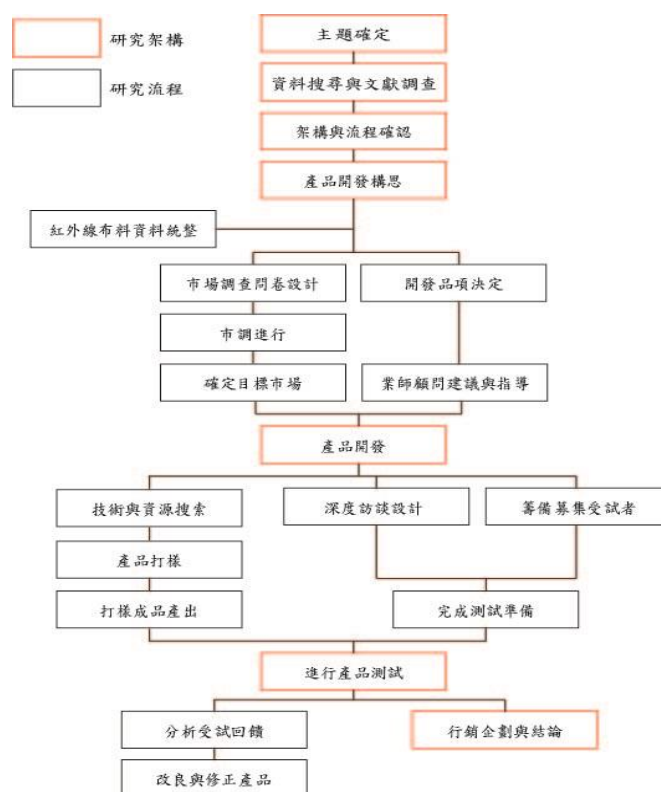 研究架構
研究流程
主題確定
資料搜尋與文獻調查
架構與流程確認
產品開發構思
紅外線布料資料統整
市場調查問卷設計
開發品項決定
市調進行
確定目標市場
業師顧問建議與指導
產品開發
技術與資源搜索
深度訪談設計
籌備募集受試者
產品打樣
打樣成品產出
完成測試準備
進行產品測試
分析受試回饋
行銷企劃與結論
改良與修正產品